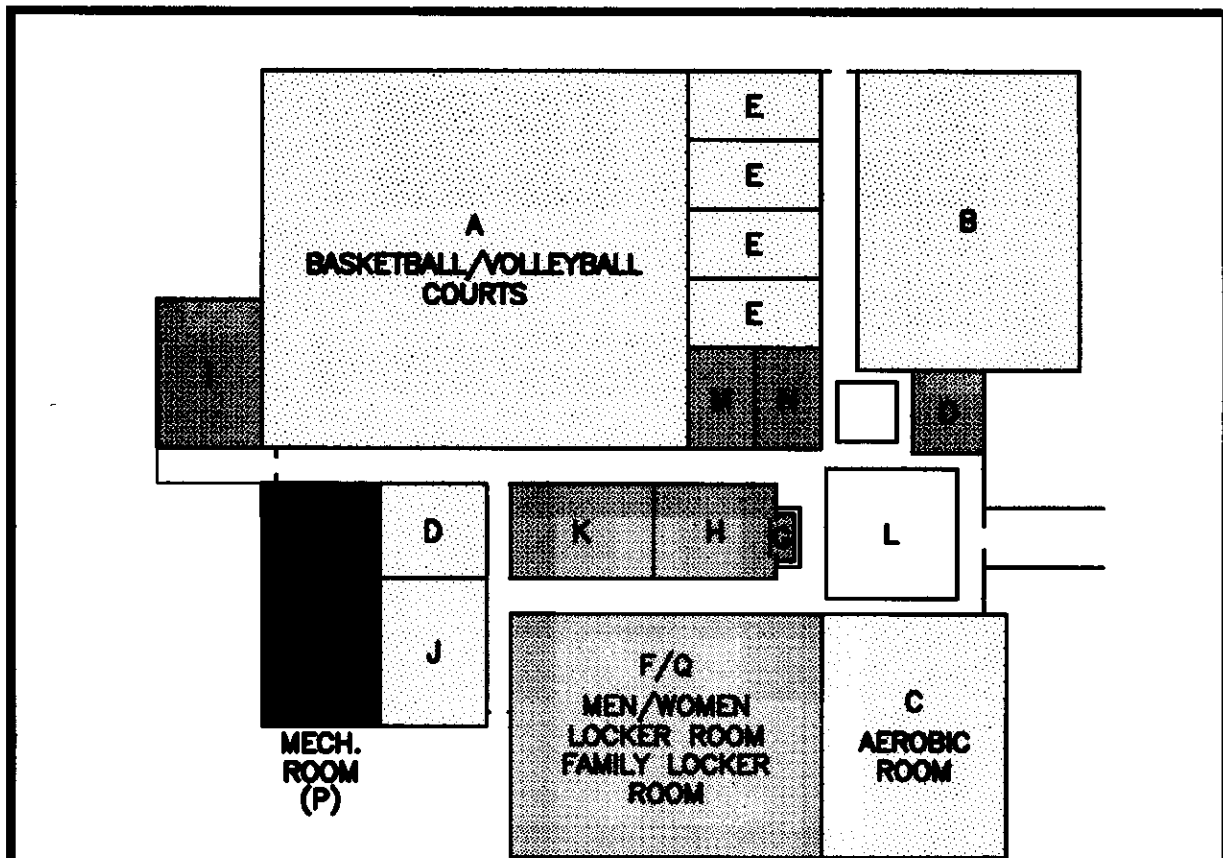 E
E
A
B
BASKETBALL/VOLLEYBALL
E
COURTS
E
I
M
N
D
K
H
G
L
J
F/Q
MEN/WOMEN
LOCKER ROOM
FAMILY LOCKER
ROOM
C
AEROBIC
ROOM
MECH.
ROOM
(P)